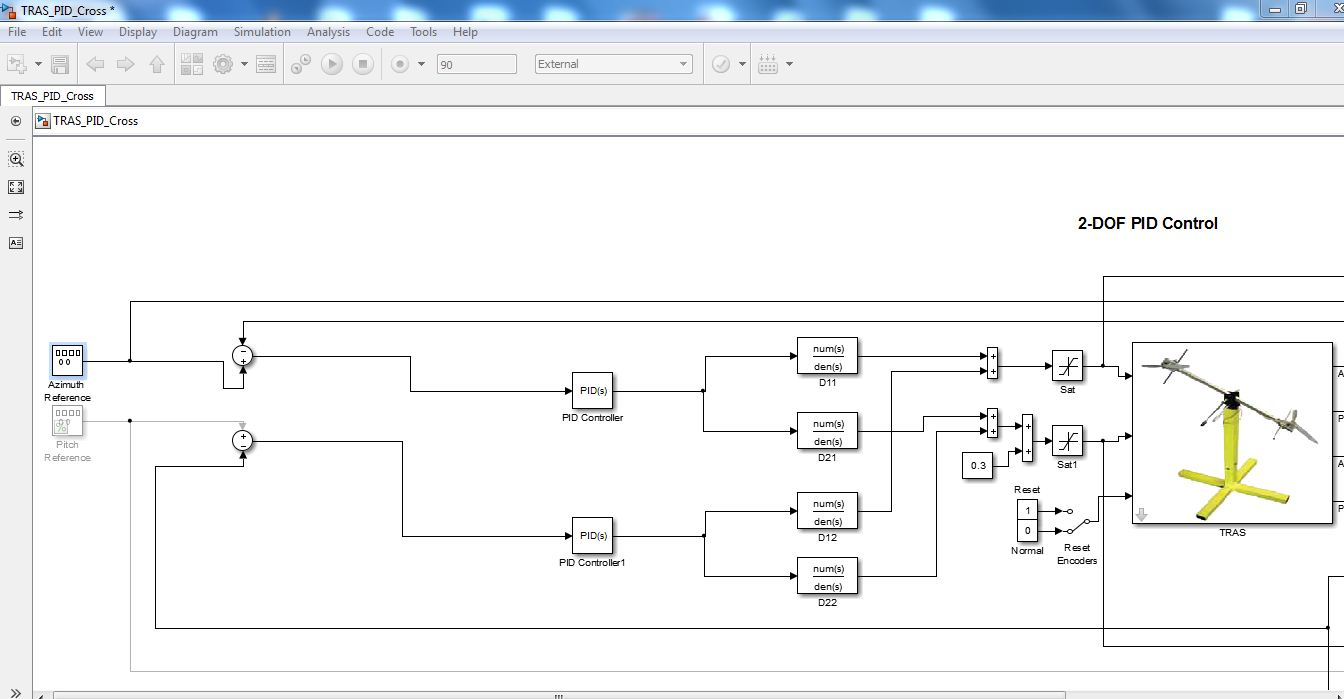 TRAS_PID_Cross *
File Edit View Display Diagram Simulation Analysis Code Tools Help
90
External
TRAS_PID_Cross
TRAS_PID_Cross
2-DOF PID Control
Azimuth
Reference
Pitch
Reference
PID(s)
PID Controller
PID(s)
PID Controller1
num(s)
den(s)
D11
num(s)
den(s)
D21
num(s)
den(s)
D12
num(s)
den(s)
D22
0.3
Sat
Sat1
Reset
1
0
Normal
Reset
Encoders
TRAS
A
P
A
P